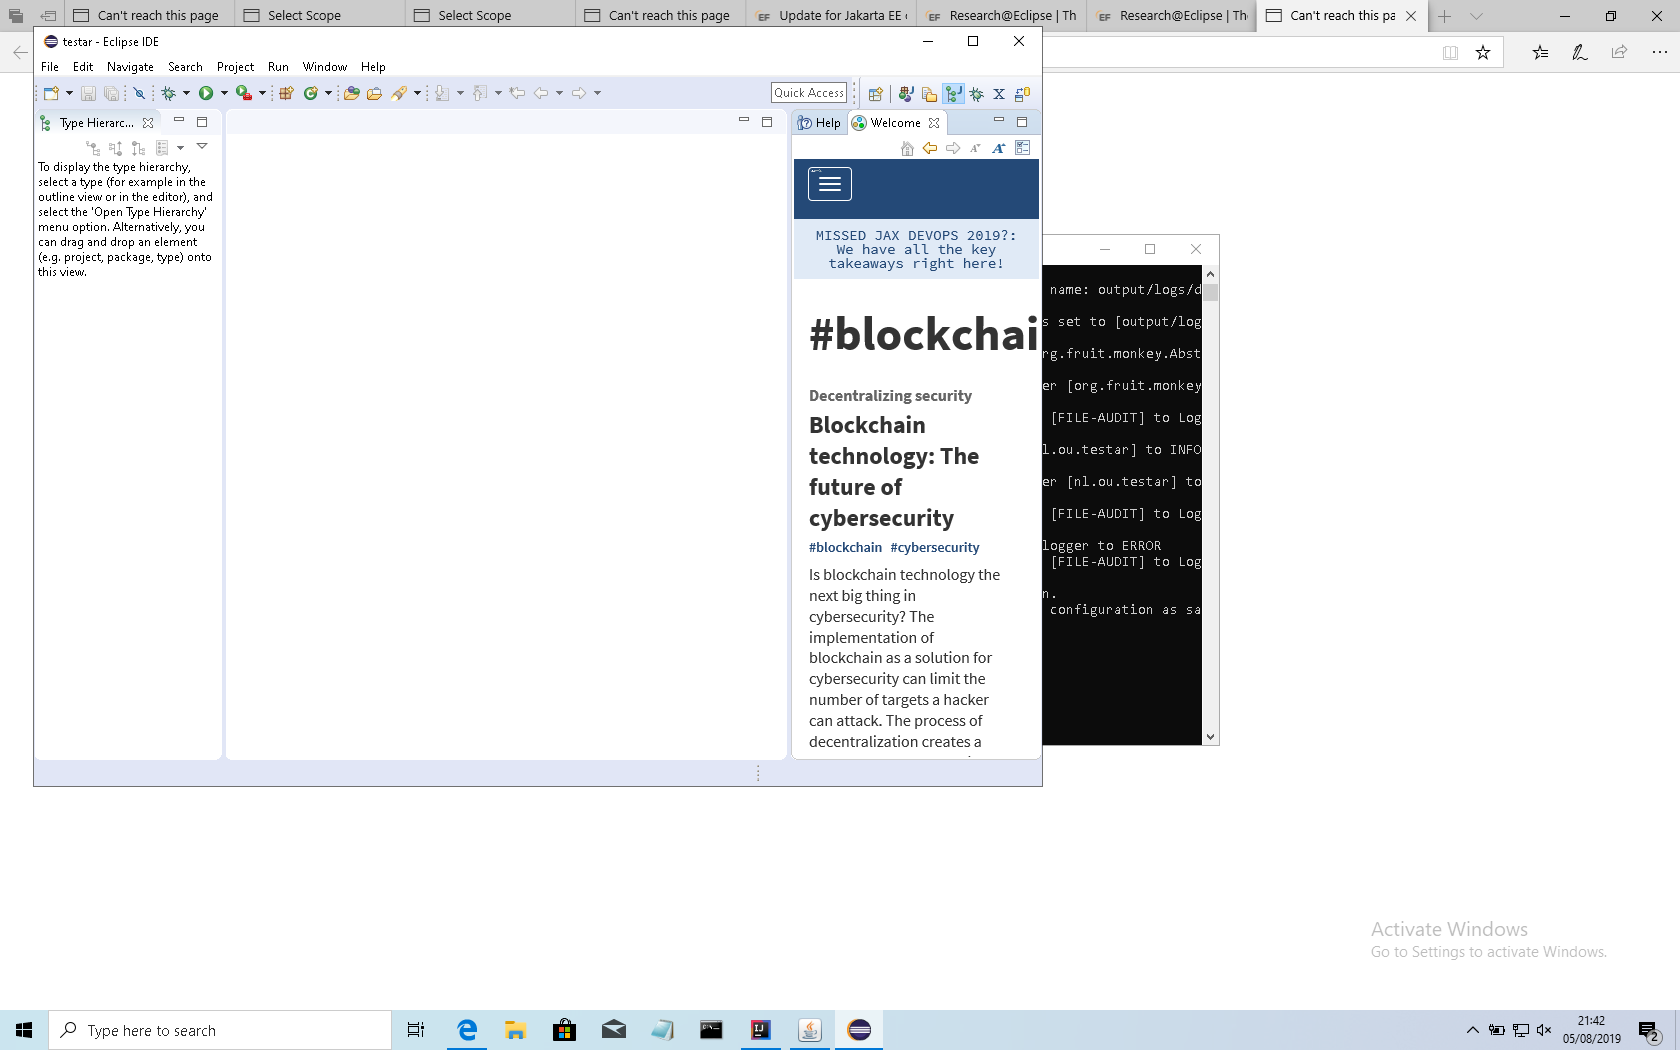 Can't reach this page
Select Scope
Select Scope
Can't reach this page
Update for Jakarta EE
Research@Eclipse | Th
Research@Eclipse | Th
Can't reach this pa
testar - Eclipse IDE
File Edit Navigate Search Project Run Window Help
Quick Access
Type Hierarc...
Help
Welcome
To display the type hierarchy,
select a type (for example in the
outline view or in the editor), and
select the 'Open Type Hierarchy'
menu option. Alternatively, you
can drag and drop an element
(e.g. project, package, type) onto
this view.
MISSED JAX DEVOPS 2019?:
We have all the key
takeaways right here!
#blockchai
Decentralizing security
Blockchain
technology: The
future of
cybersecurity
#blockchain #cybersecurity
Is blockchain technology the
next big thing in
cybersecurity? The
implementation of
blockchain as a solution for
cybersecurity can limit the
number of targets a hacker
can attack. The process of
decentralization creates a
name: output/logs/d
s set to [output/log
rg.fruit.monkey.Abst
er [org.fruit.monkey
[FILE-AUDIT] to Log
l.ou.testar] to INFO
er [nl.ou.testar] to
[FILE-AUDIT] to Log
logger to ERROR
[FILE-AUDIT] to Log
n.
configuration as sa
Activate Windows
Go to Settings to activate Windows.
Type here to search
21:42
05/08/2019
2